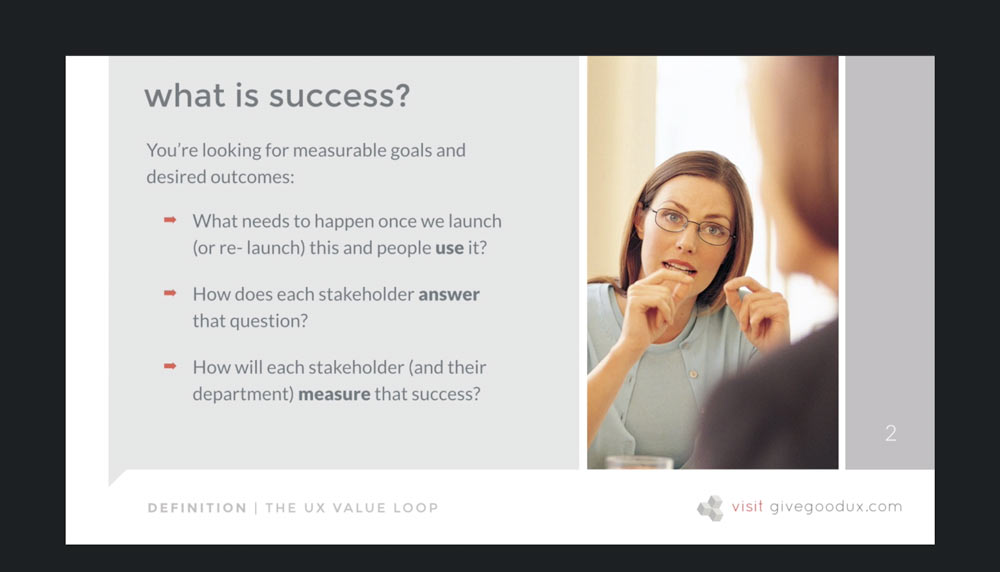 what is success?
You’re looking for measurable goals and
desired outcomes:
➡ What needs to happen once we launch
(or re- launch) this and people use it?
➡ How does each stakeholder answer
that question?
➡ How will each stakeholder (and their
department) measure that success?
2
DEFINITION | THE UX VALUE LOOP
visit givegoodux.com